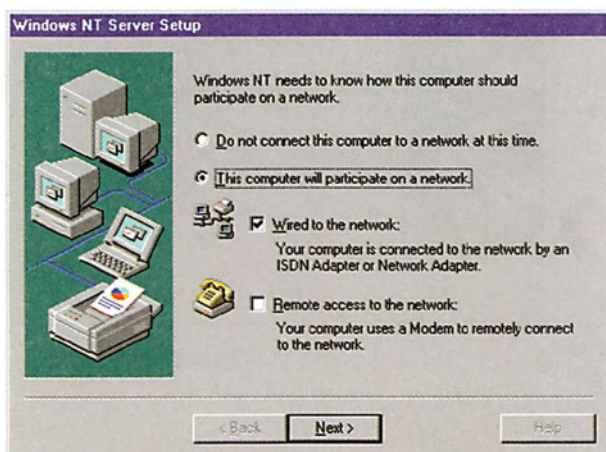 Windows NT Server Setup
Windows NT needs to know how this computer should
participate on a network.
Do not connect this computer to a network at this time.
This computer will participate on a network.
Wired to the network:
Your computer is connected to the network by an
ISDN Adapter or Network Adapter.
Remote access to the network:
Your computer uses a Modem to remotely connect
to the network.
< Back
Next >
Help